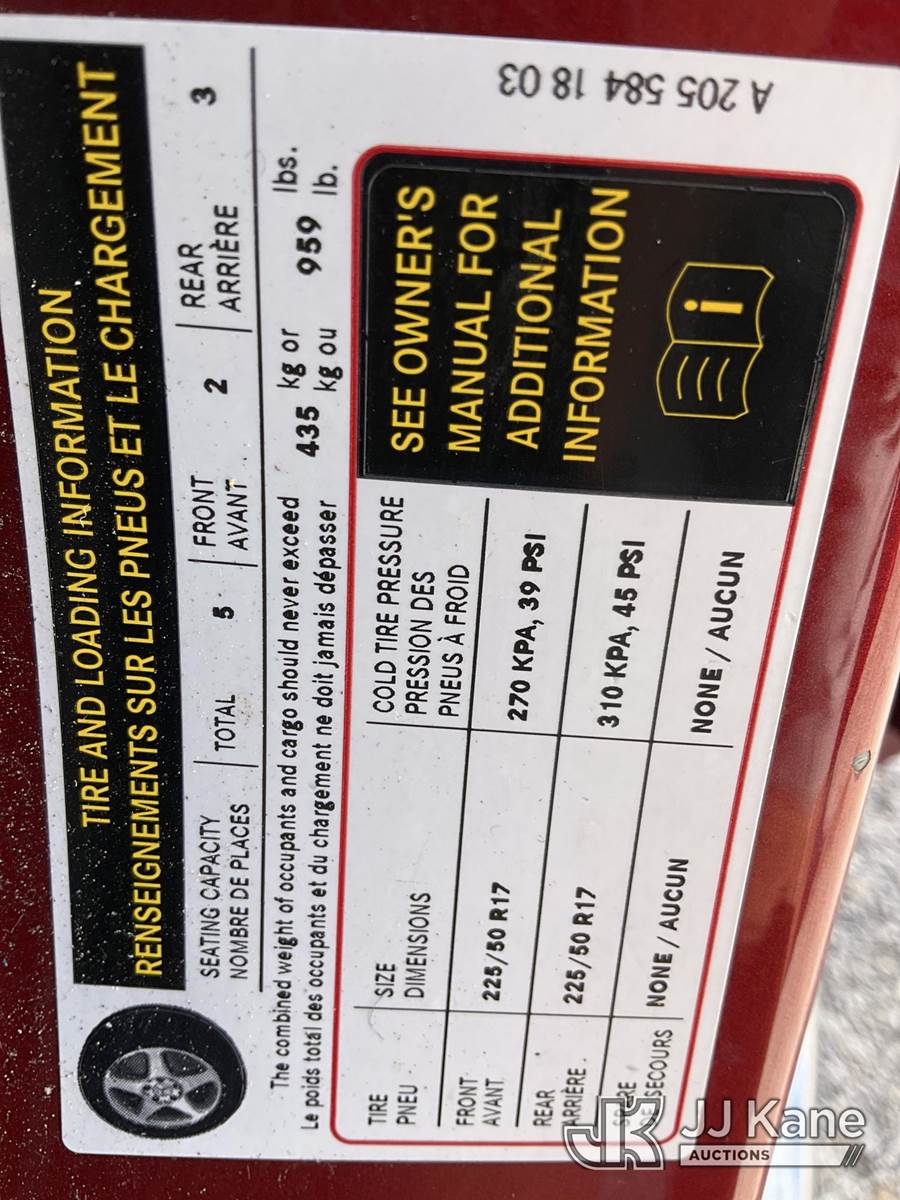 TIRE AND LOADING INFORMATION
RENSEIGNEMENTS SUR LES PNEUS ET LE CHARGEMENT
SEATING CAPACITY
NOMBRE DE PLACES
TOTAL 5
FRONT
AVANT
2
REAR
ARRIÈRE
3
The combined weight of occupants and cargo should never exceed 435 kg or 959 lbs.
Le poids total des occupants et du chargement ne doit jamais dépasser kg ou lb.
TIRE
PNEU
SIZE
DIMENSIONS
COLD TIRE PRESSURE
PRESSION DES
PNEUS À FROID
FRONT
AVANT
225/50 R17
270 KPA, 39 PSI
REAR
ARRIÈRE
225/50 R17
310 KPA, 45 PSI
SPARE
DE SECOURS
NONE / AUCUN
NONE / AUCUN
SEE OWNER'S
MANUAL FOR
ADDITIONAL
INFORMATION
i
A 205 584 18 03
JK
JJ Kane
AUCTIONS